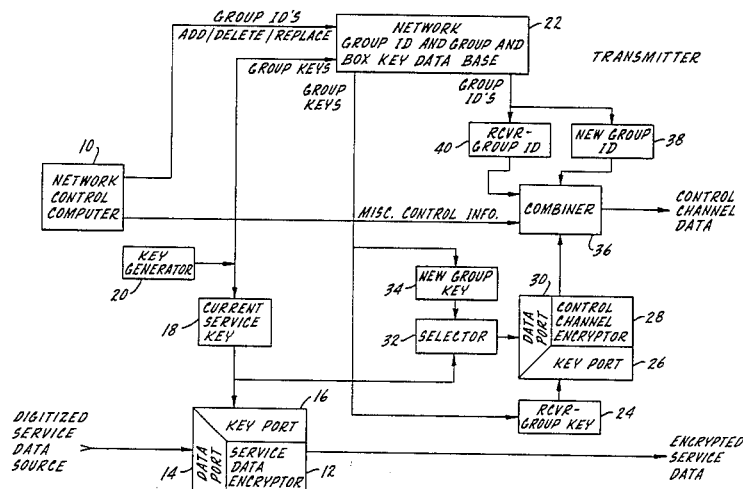 GROUP ID'S
ADD/DELETE/REPLACE
GROUP KEYS
NETWORK
GROUP ID AND GROUP AND
BOX KEY DATA BASE
22
TRANSMITTER
GROUP
KEYS
GROUP
ID'S
10
NETWORK
CONTROL
COMPUTER
40
RCVR-
GROUP ID
NEW GROUP
ID
38
MISC. CONTROL INFO.
COMBINER
36
CONTROL
CHANNEL
DATA
KEY
GENERATOR
20
34
NEW GROUP
KEY
30
18
CURRENT
SERVICE
KEY
32
SELECTOR
DATA
PORT
CONTROL
CHANNEL
ENCRYPTOR
28
KEY PORT
26
16
KEY PORT
RCVR-
GROUP KEY
24
DIGITIZED
SERVICE
DATA
SOURCE
14
DATA
PORT
SERVICE
DATA
ENCRYPTOR
12
ENCRYPTED
SERVICE
DATA